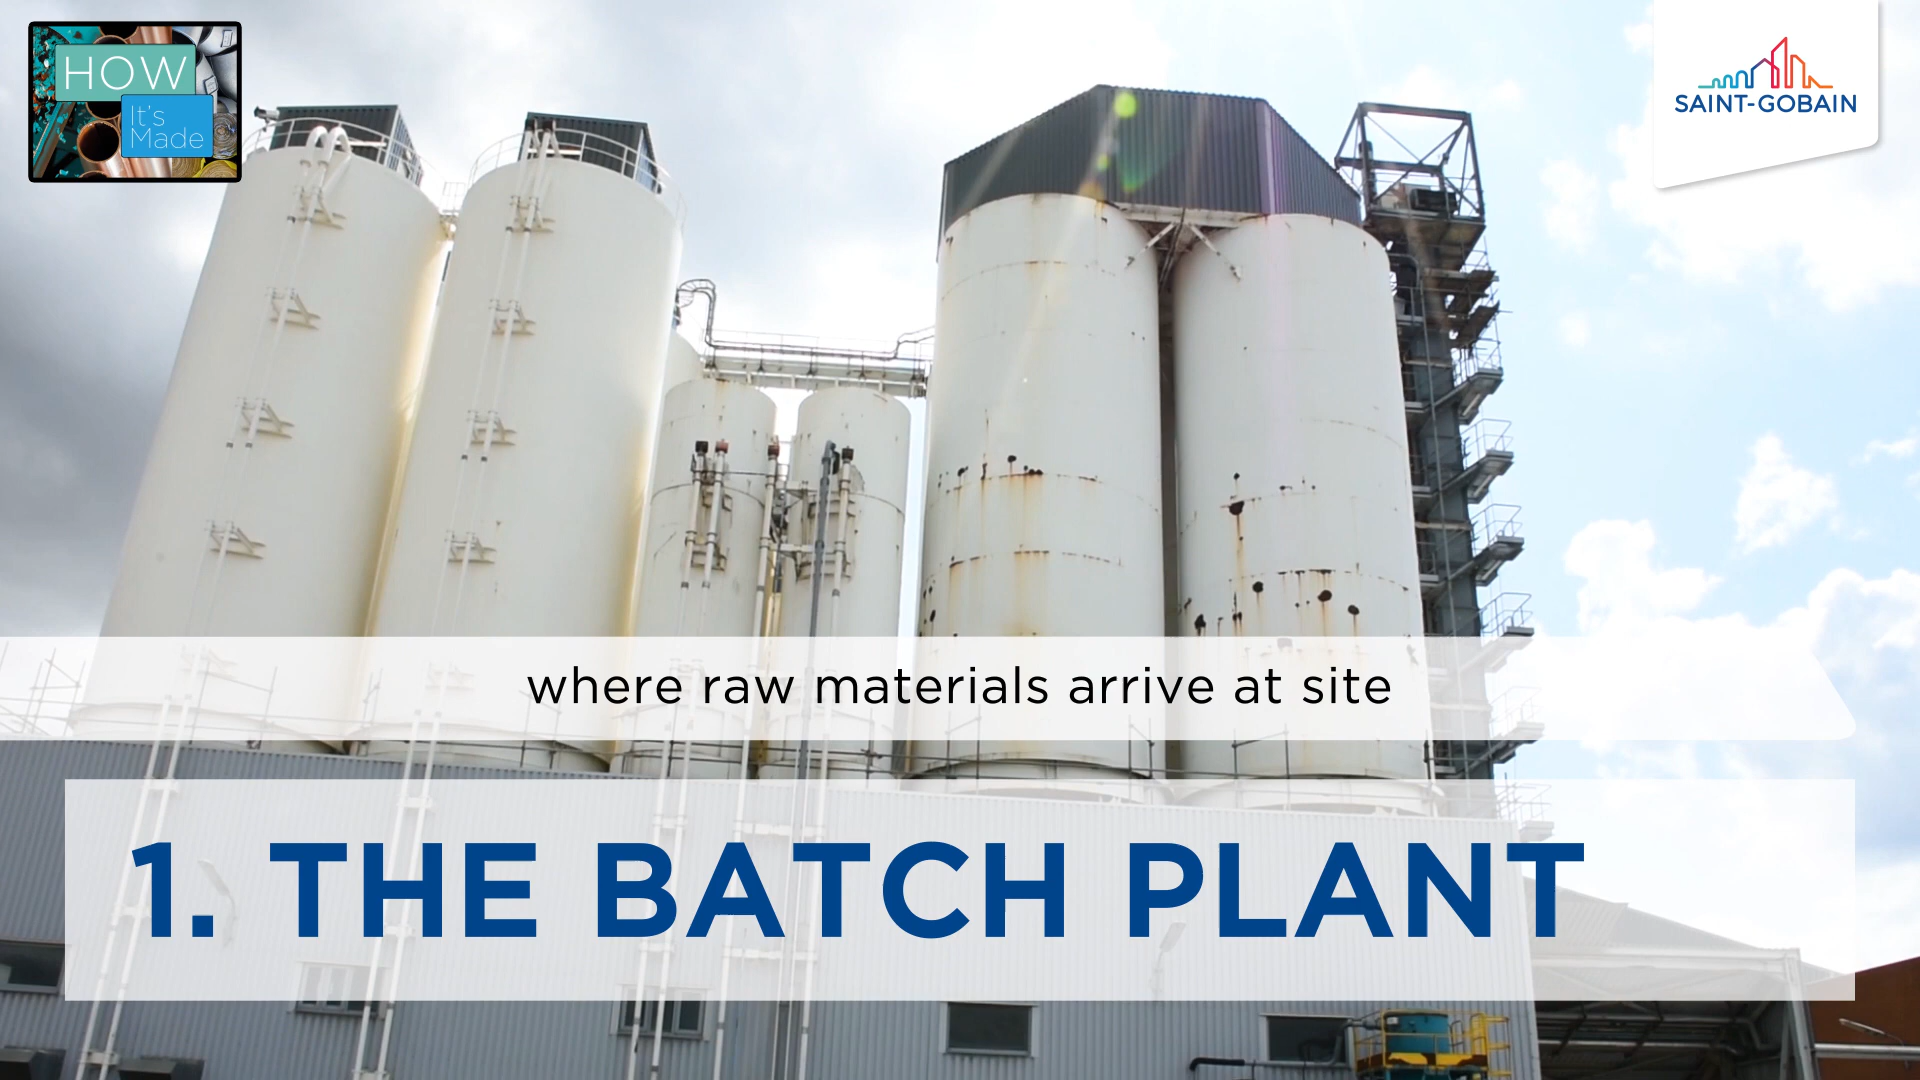 HOW
It's
Made
SAINT-GOBAIN
where raw materials arrive at site
1. THE BATCH PLANT